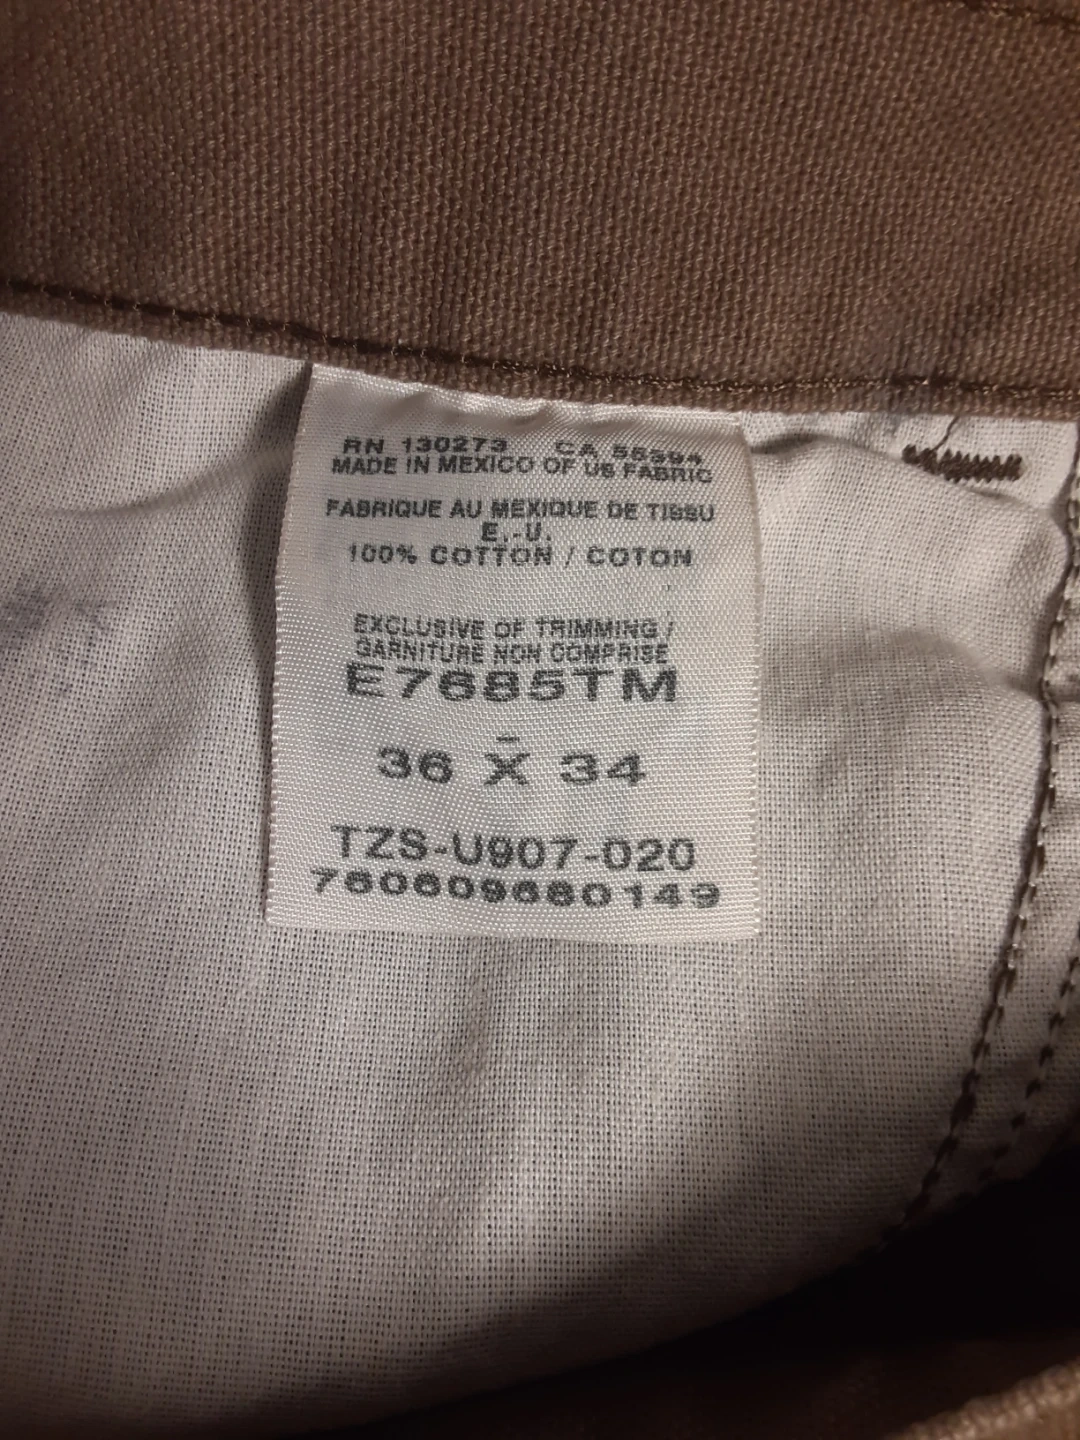 RN 130273 CA 55394
MADE IN MEXICO OF US FABRIC
FABRIQUE AU MEXIQUE DE TISSU
E.-U.
100% COTTON / COTON
EXCLUSIVE OF TRIMMING /
GARNITURE NON COMPRISE
E7685TM
-
36 X 34
TZS-U907-020
760609680149